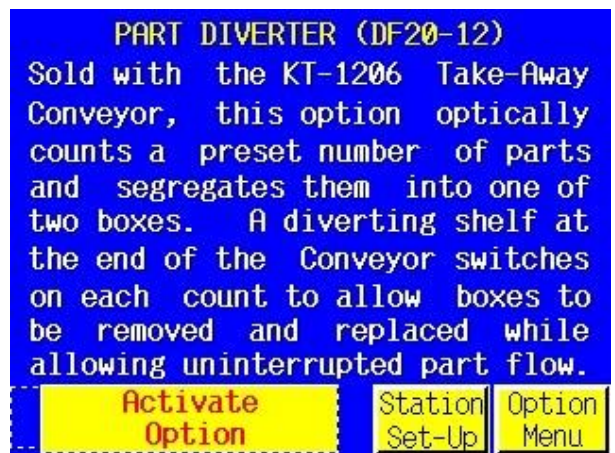 PART DIVERTER (DF20-12)
Sold with the KT-1206 Take-Away
Conveyor, this option optically
counts a preset number of parts
and segregates them into one of
two boxes. A diverting shelf at
the end of the Conveyor switches
on each count to allow boxes to
be removed and replaced while
allowing uninterrupted part flow.
Activate
Option
Station
Set-Up
Option
Menu